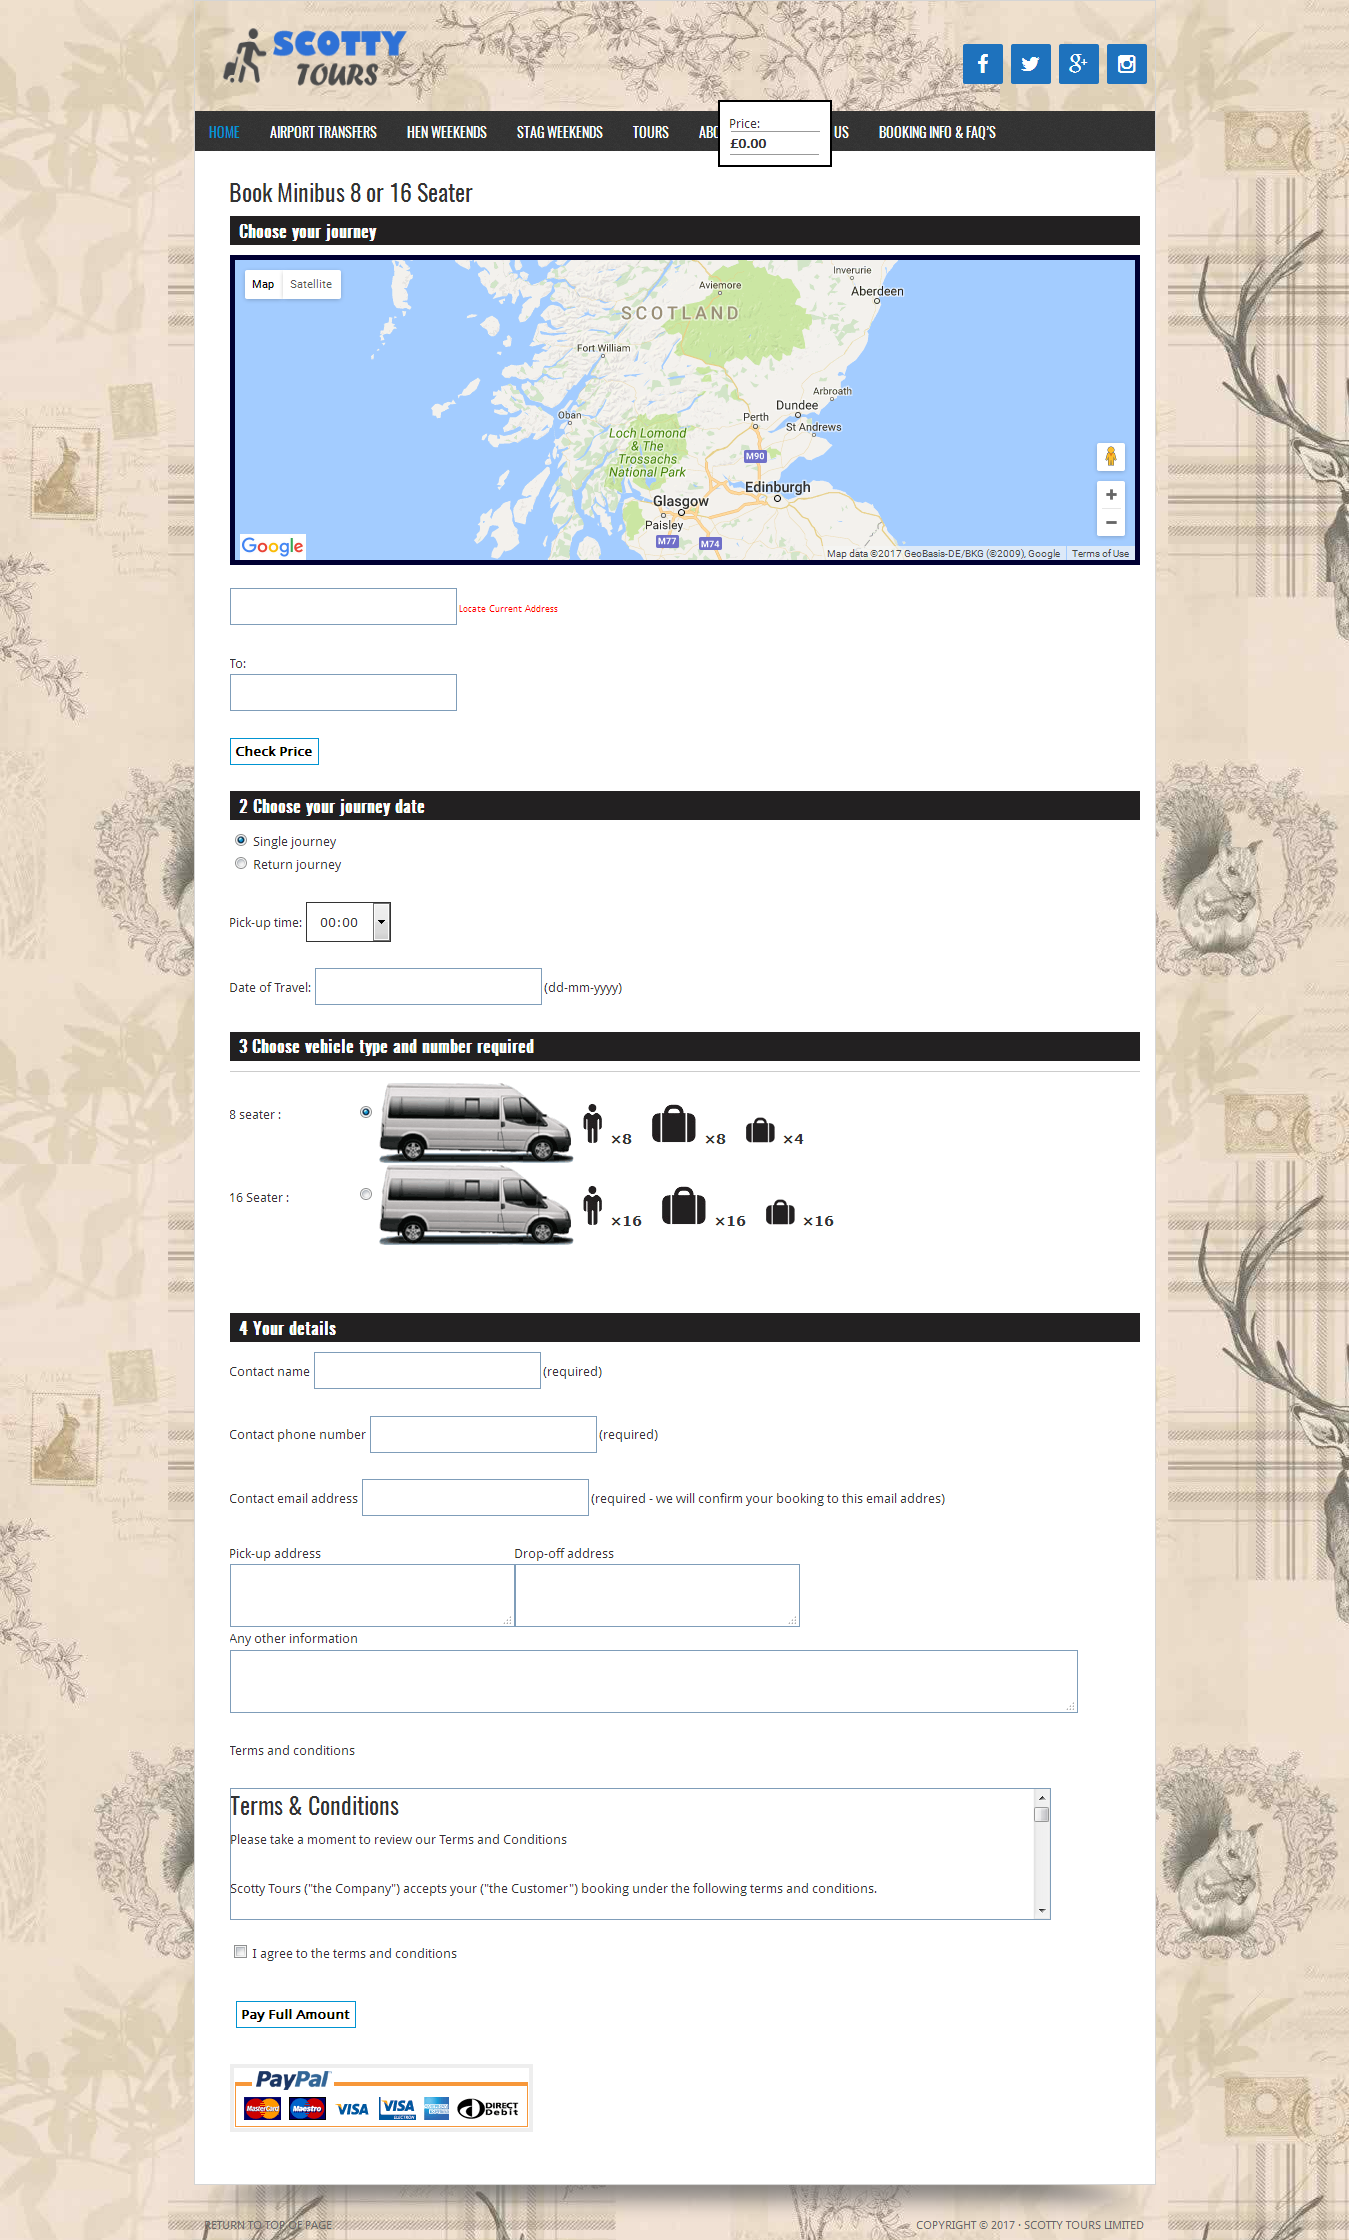 SCOTTY
TOURS
HOME AIRPORT TRANSFERS HEN WEEKENDS STAG WEEKENDS TOURS US BOOKING INFO & FAQ'S
Price:
£0.00
Book Minibus 8 or 16 Seater
Choose your journey
Map Satellite
Inverurie
Aviemore
Aberdeen
SCOTLAND
Fort William
Arbroath
Dundee
Oban
Perth
St Andrews
Loch Lomond
& The
Trossachs
National Park
M90
Edinburgh
Glasgow
Paisley
M77
M74
Google
Map data ©2017 GeoBasis-DE/BKG (©2009), Google Terms of Use
Locate Current Address
To:
Check Price
2 Choose your journey date
Single journey
Return journey
Pick-up time: 00:00
Date of Travel: (dd-mm-yyyy)
3 Choose vehicle type and number required
8 seater : ×8 ×8 ×4
16 Seater : ×16 ×16 ×16
4 Your details
Contact name (required)
Contact phone number (required)
Contact email address (required - we will confirm your booking to this email addres)
Pick-up address Drop-off address
Any other information
Terms and conditions
Terms & Conditions
Please take a moment to review our Terms and Conditions
Scotty Tours ("the Company") accepts your ("the Customer") booking under the following terms and conditions.
I agree to the terms and conditions
Pay Full Amount
PayPal
MasterCard Maestro VISA VISA ELECTRON DIRECT Debit
RETURN TO TOP OF PAGE
COPYRIGHT © 2017 · SCOTTY TOURS LIMITED